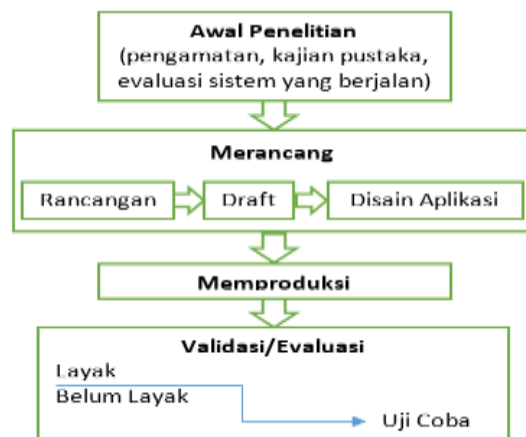 Awal Penelitian
(pengamatan, kajian pustaka,
evaluasi sistem yang berjalan)
Merancang
Rancangan
Draft
Disain Aplikasi
Memproduksi
Validasi/Evaluasi
Layak
Belum Layak
Uji Coba